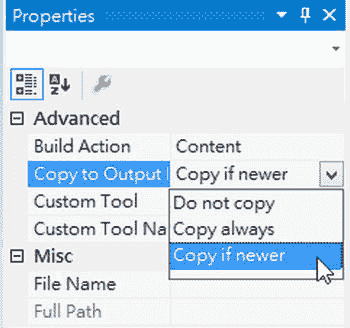 Properties
Advanced
Build Action Content
Copy to Output Copy if newer
Custom Tool Do not copy
Custom Tool Na Copy always
Misc Copy if newer
File Name
Full Path